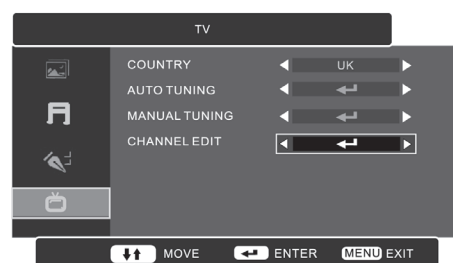 TV
COUNTRY UK
AUTO TUNING
MANUAL TUNING
CHANNEL EDIT
MOVE ENTER MENU EXIT